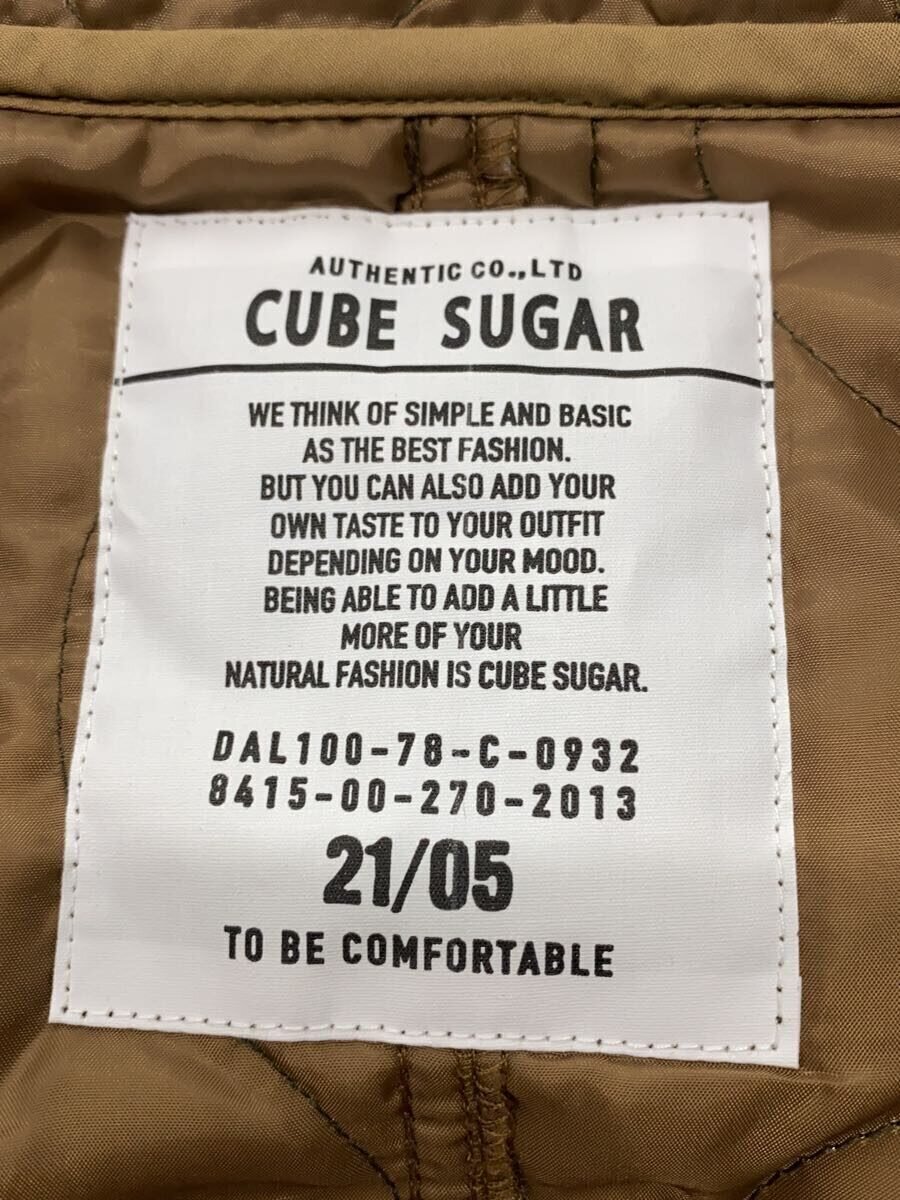 AUTHENTIC CO.,LTD
CUBE SUGAR
WE THINK OF SIMPLE AND BASIC
AS THE BEST FASHION.
BUT YOU CAN ALSO ADD YOUR
OWN TASTE TO YOUR OUTFIT
DEPENDING ON YOUR MOOD.
BEING ABLE TO ADD A LITTLE
MORE OF YOUR
NATURAL FASHION IS CUBE SUGAR.
DAL100-78-C-0932
8415-00-270-2013
21/05
TO BE COMFORTABLE